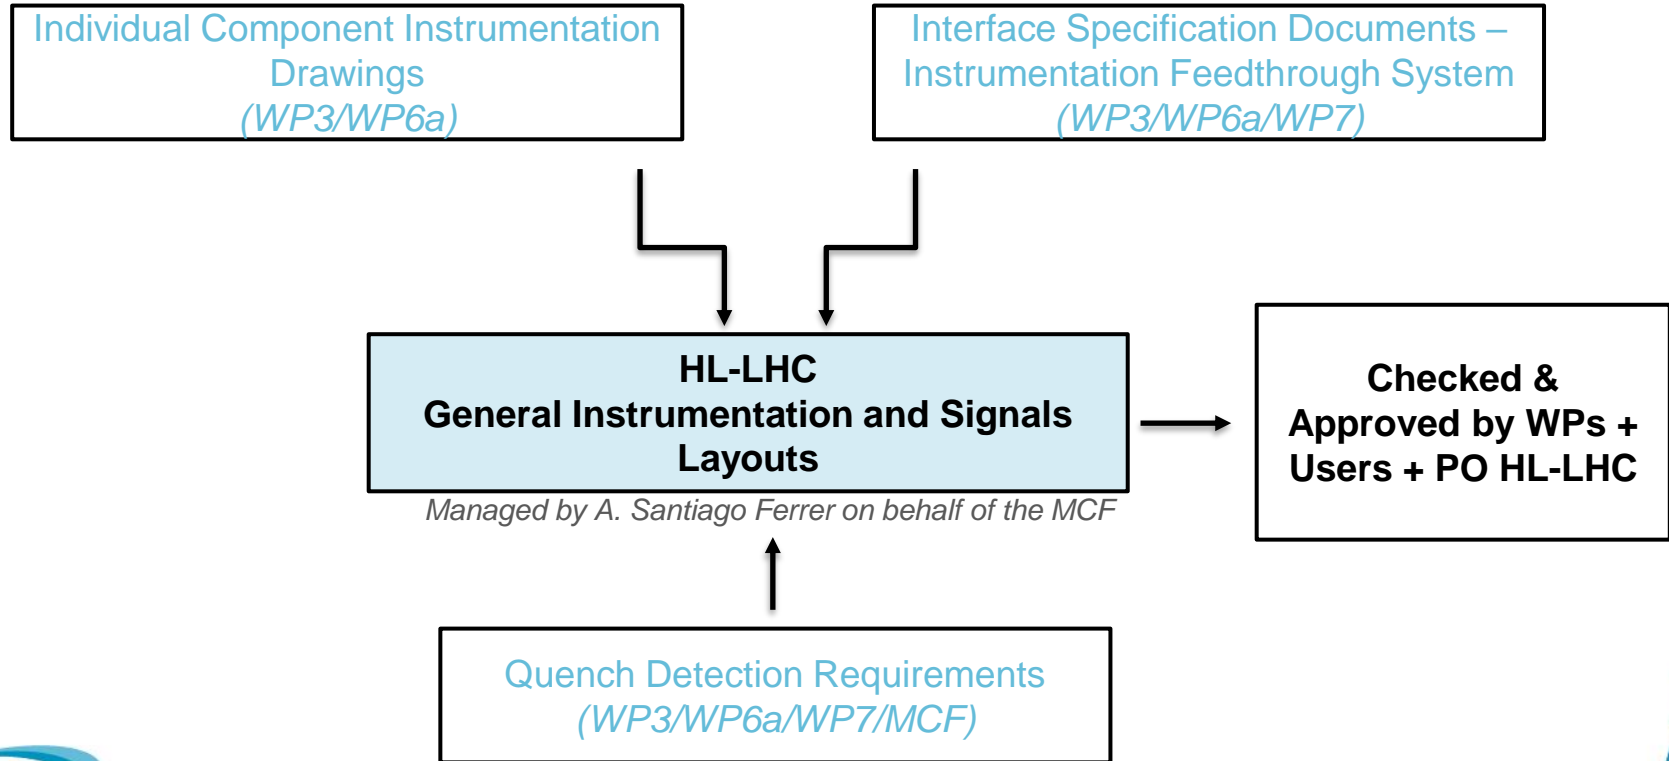 Individual Component Instrumentation
Drawings
(WP3/WP6a)
Interface Specification Documents –
Instrumentation Feedthrough System
(WP3/WP6a/WP7)
HL-LHC
General Instrumentation and Signals
Layouts
Managed by A. Santiago Ferrer on behalf of the MCF
Checked &
Approved by WPs +
Users + PO HL-LHC
Quench Detection Requirements
(WP3/WP6a/WP7/MCF)